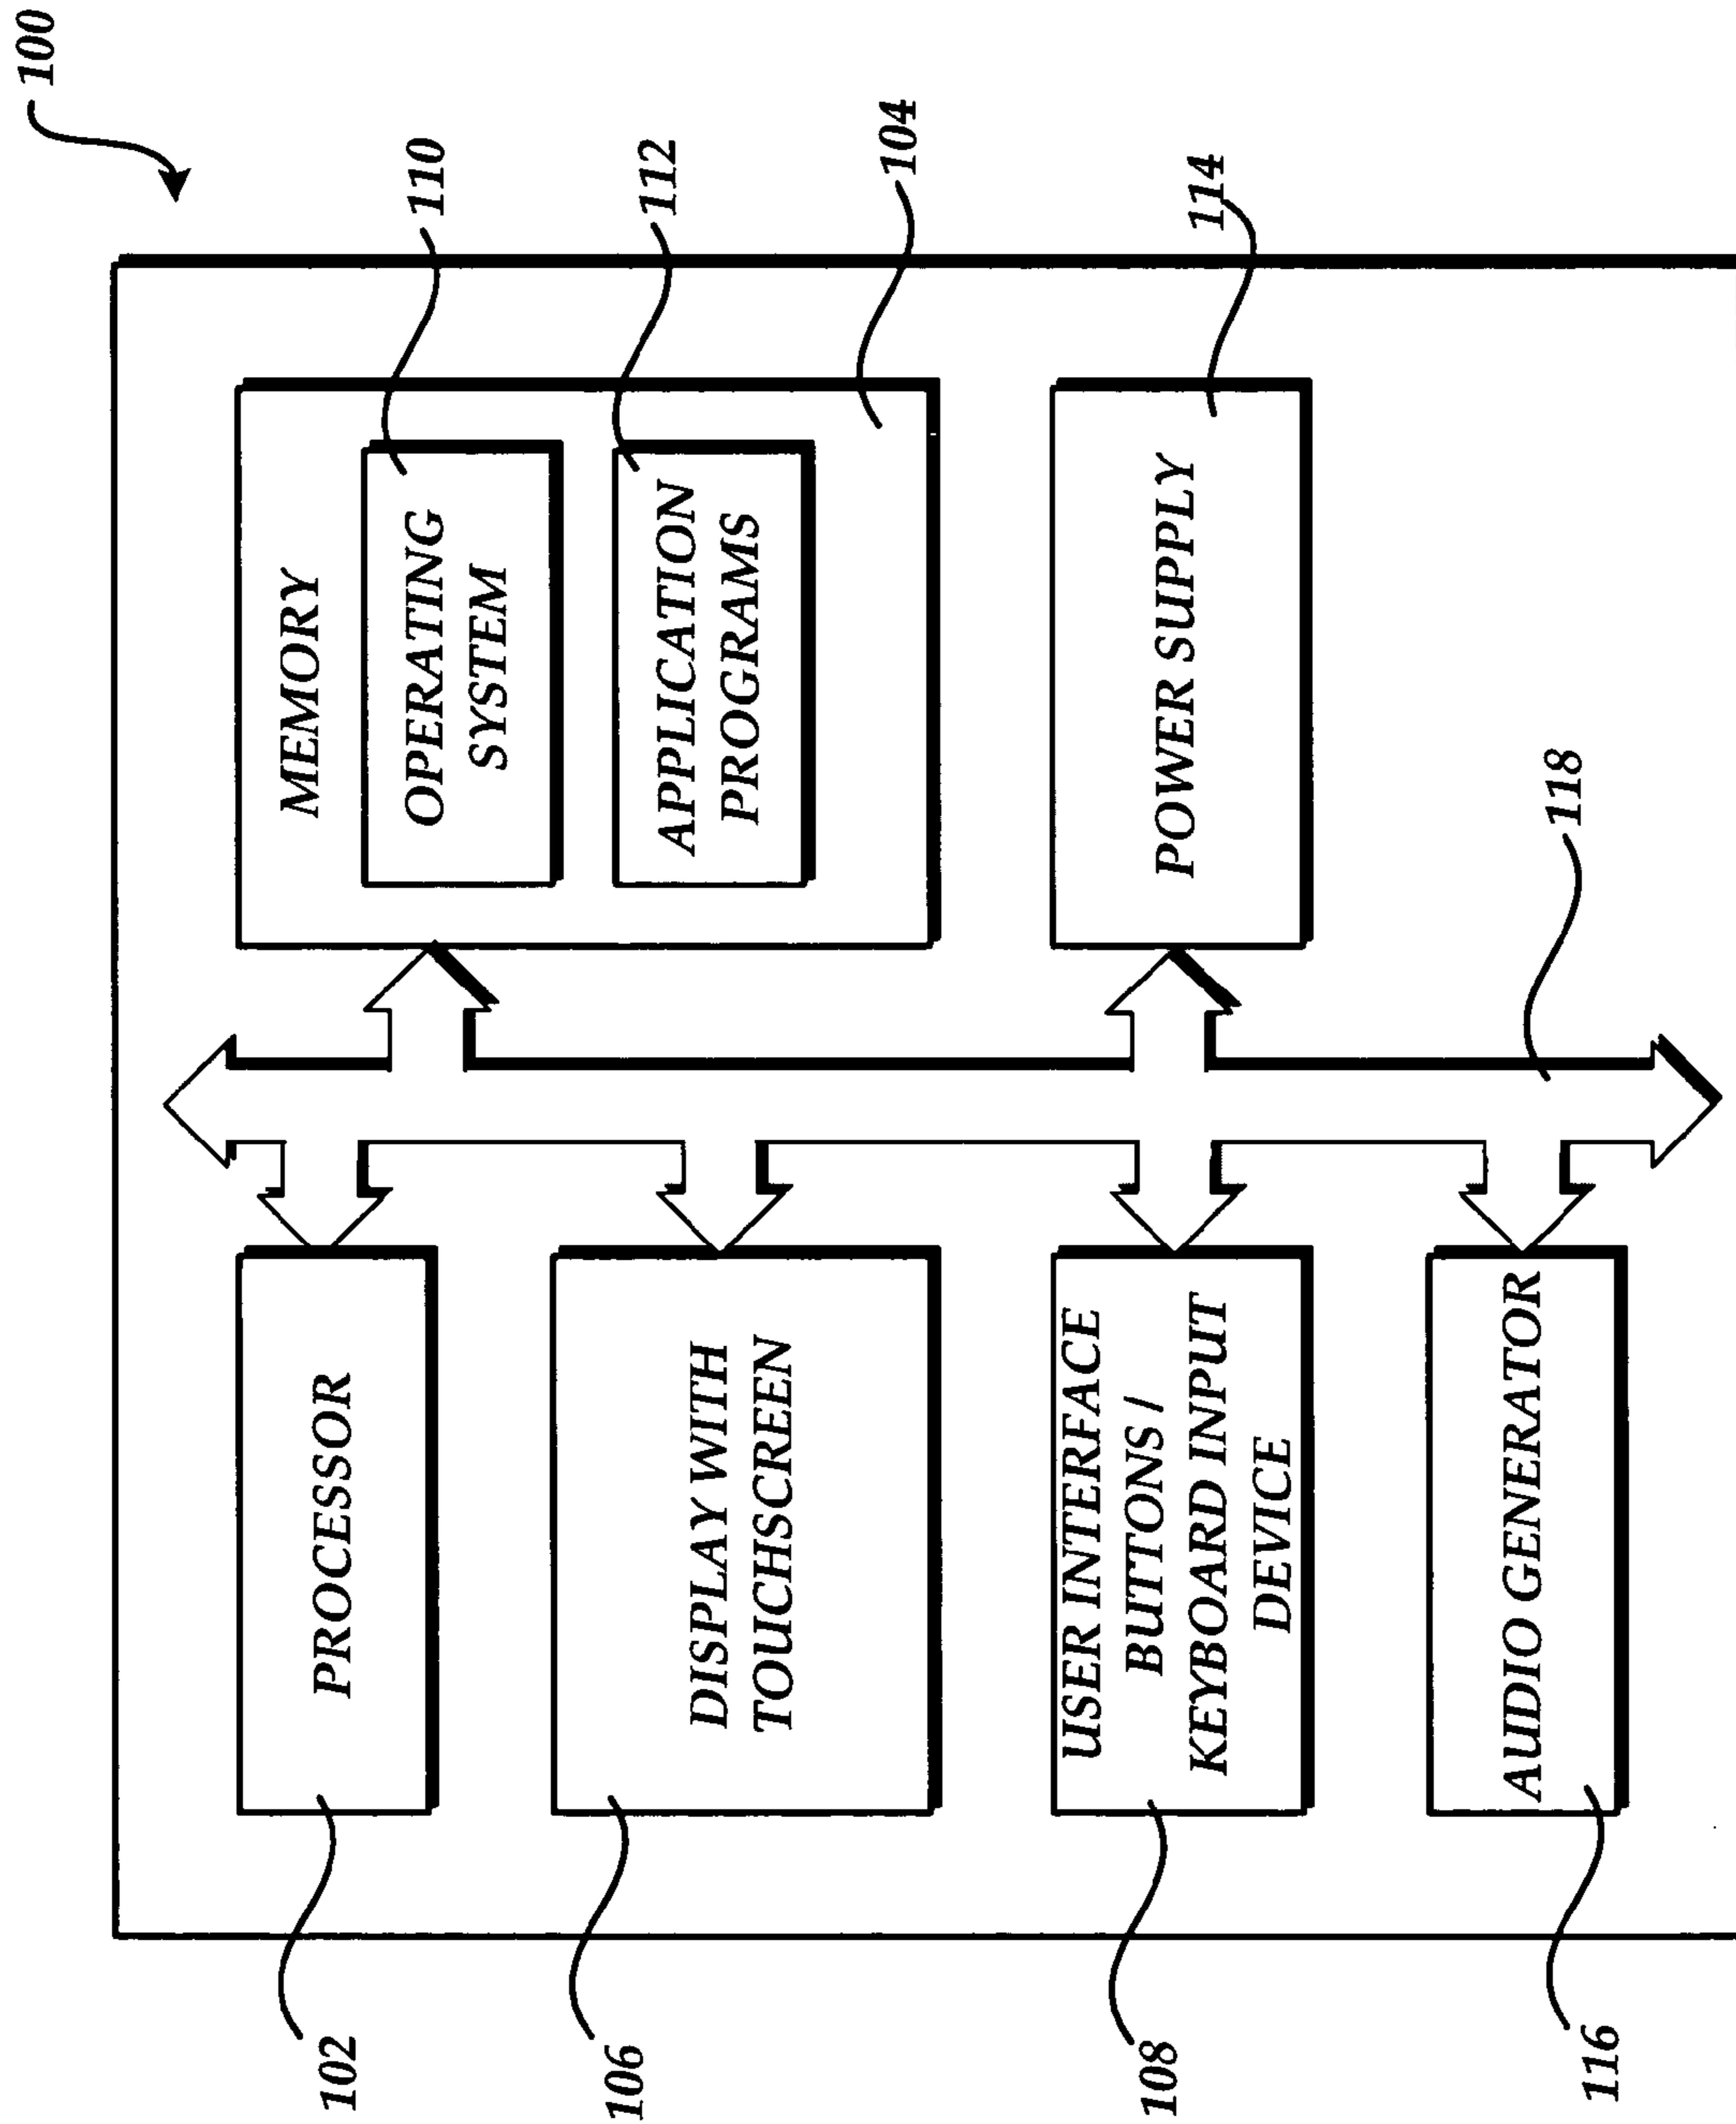 100
102
PROCESSOR
MEMORY
110
OPERATING
SYSTEM
112
APPLICATION
PROGRAMS
104
106
DISPLAY WITH
TOUCHSCREEN
108
USER INTERFACE
BUTTONS /
KEYBOARD INPUT
DEVICE
114
POWER SUPPLY
116
AUDIO GENERATOR
118